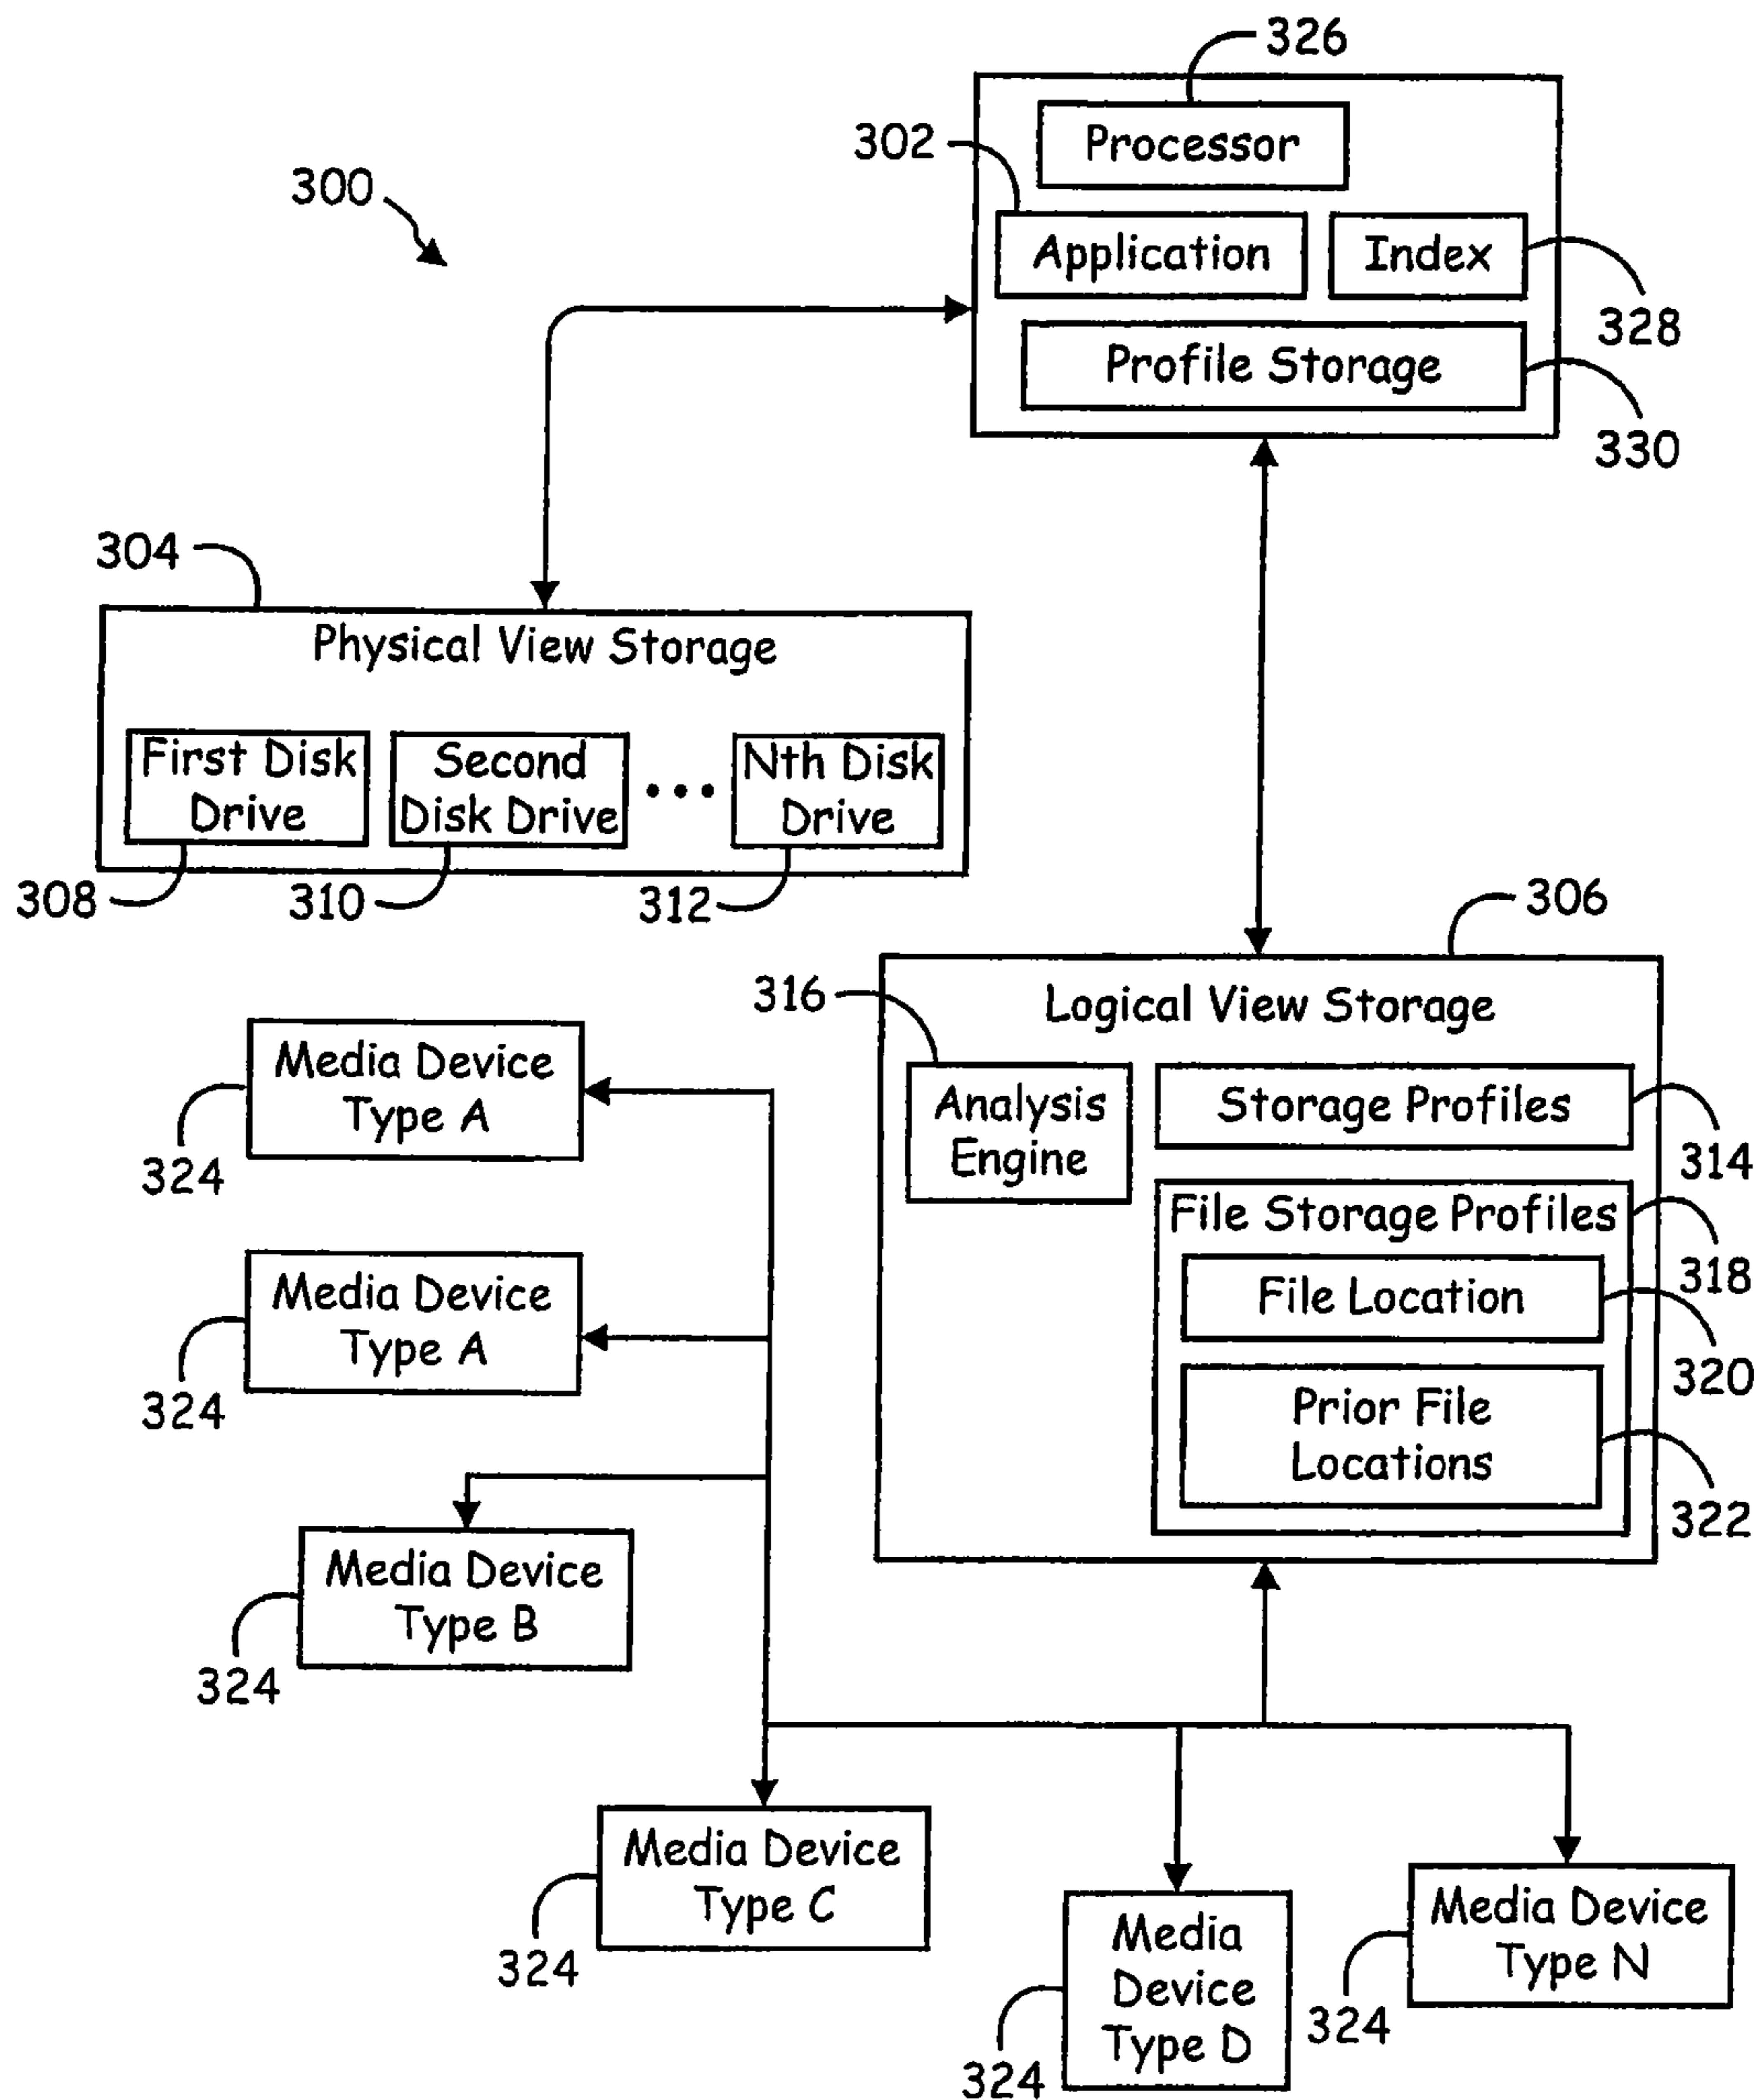 326
Processor
302
300
Application
Index
328
Profile Storage
330
304
Physical View Storage
First Disk
Drive
Second
Disk Drive
•••
Nth Disk
Drive
308
310
312
306
Logical View Storage
316
Analysis
Engine
Storage Profiles
314
File Storage Profiles
318
File Location
320
Prior File
Locations
322
Media Device
Type A
324
Media Device
Type A
324
Media Device
Type B
324
Media Device
Type C
324
Media
Device
Type D
324
Media Device
Type N
324